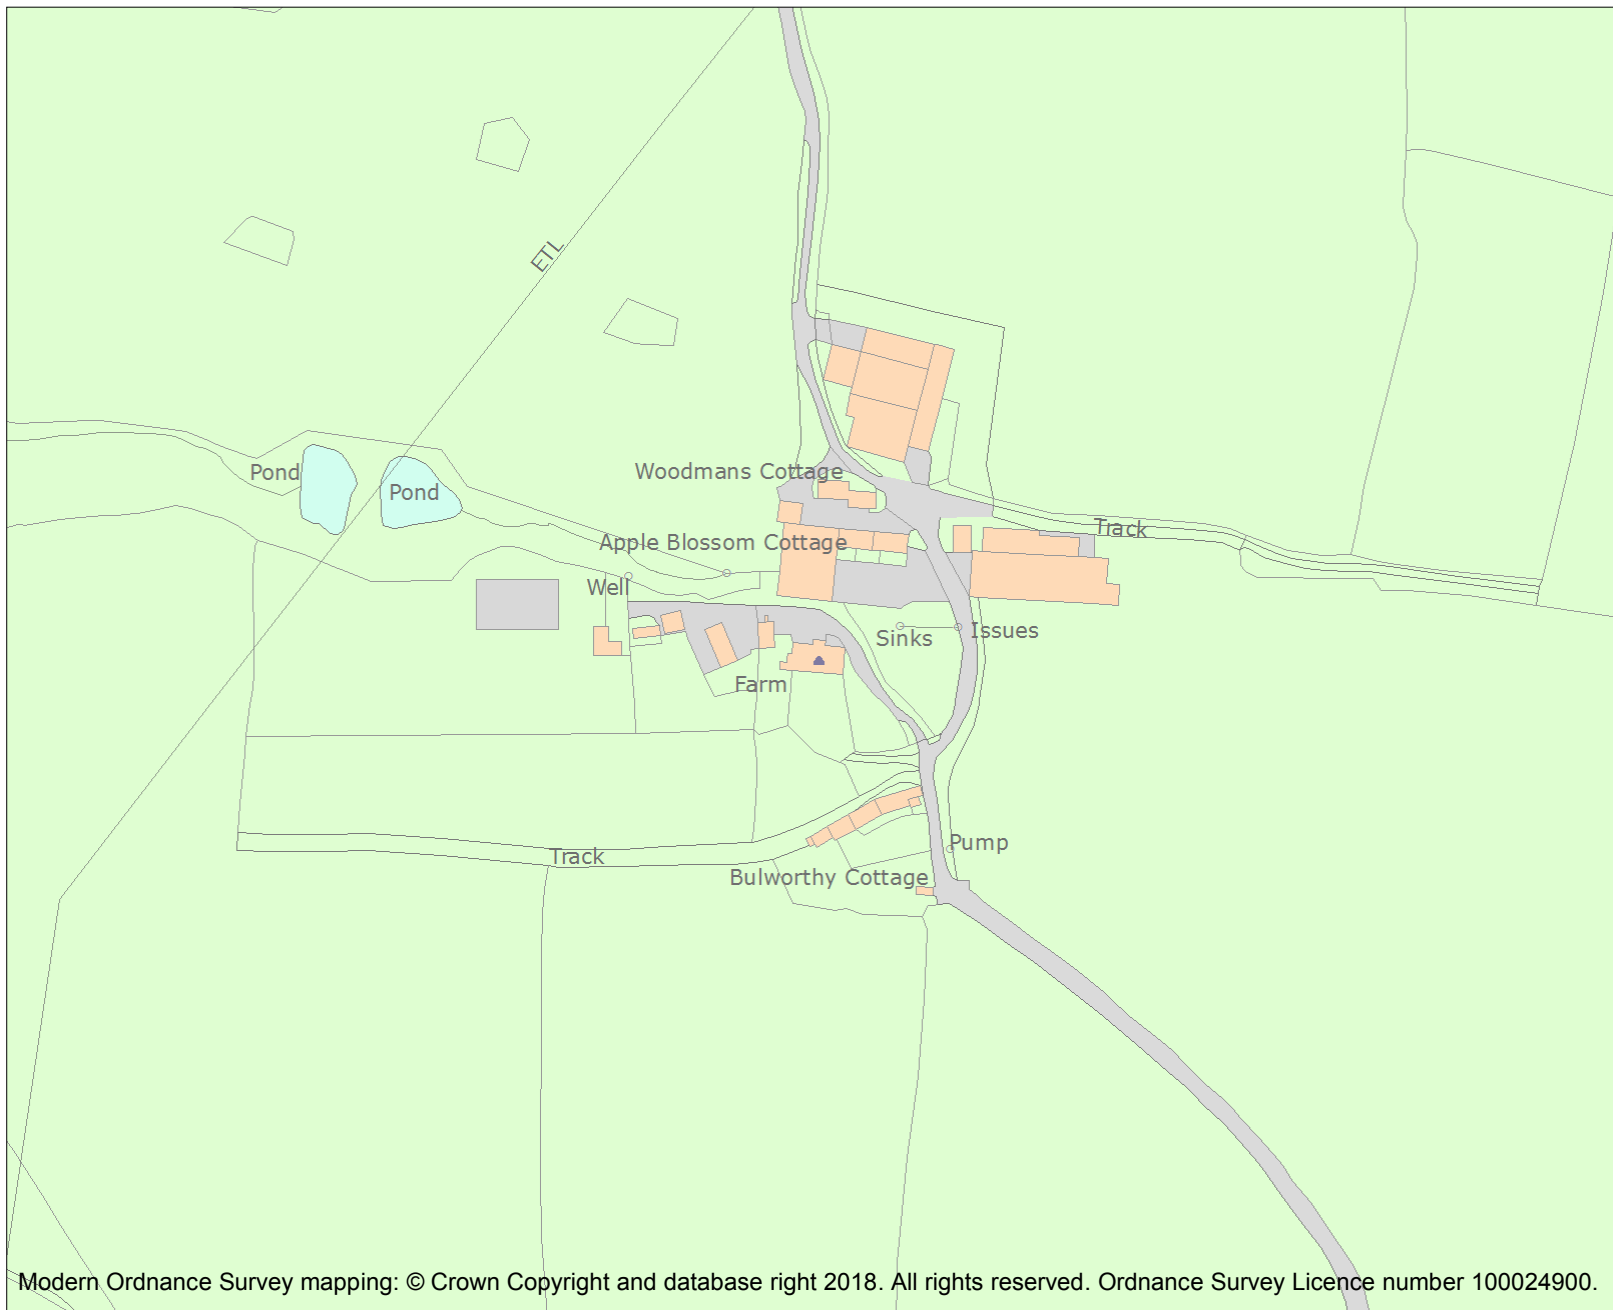 ETL
Woodmans Cottage
Pond
Pond
Track
Apple Blossom Cottage
Well
Sinks
Issues
Farm
Pump
Track
Bulworthy Cottage
Modern Ordnance Survey mapping: © Crown Copyright and database right 2018. All rights reserved. Ordnance Survey Licence number 100024900.